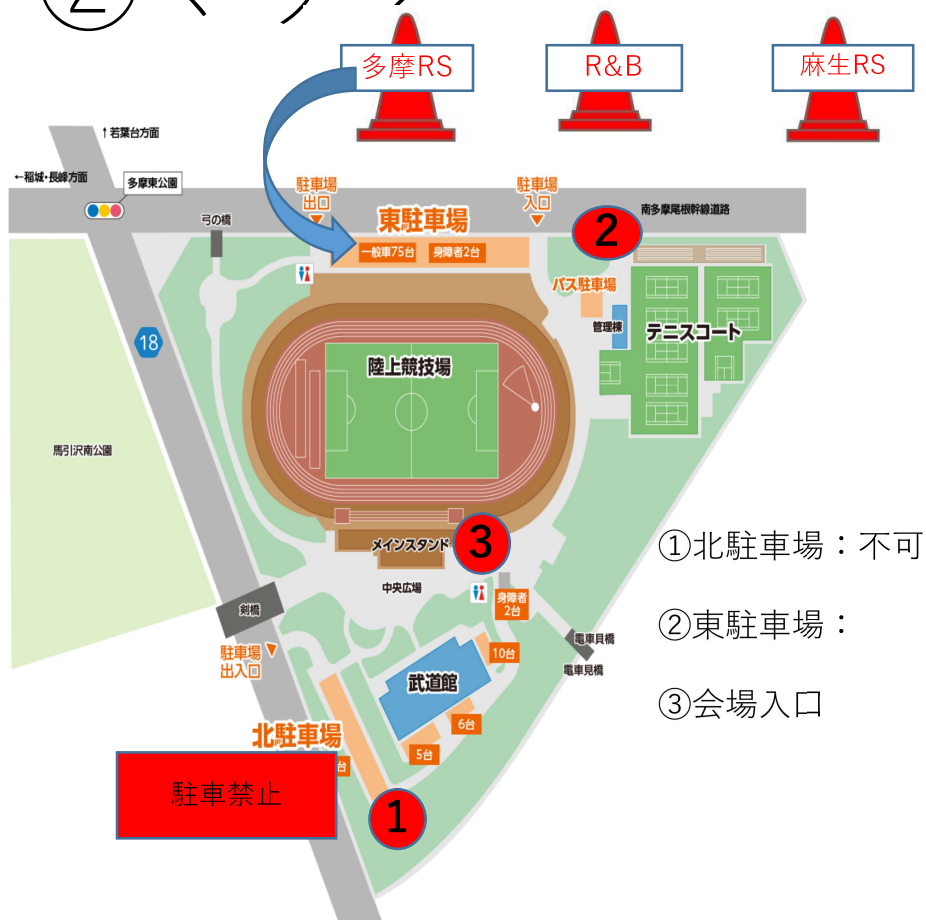 ②
多摩RS
R&B
麻生RS
↑若葉台方面
←稲城・長峰方面
多摩東公園
駐車場
出口
駐車場
入口
南多摩尾根幹線道路
弓の橋
東駐車場
2
一般車75台
身障者2台
バス駐車場
管理棟
テニスコート
18
陸上競技場
馬引沢南公園
メインスタンド
3
①北駐車場：不可
中央広場
身障者
2台
剣橋
②東駐車場：
電車見橋
電車見橋
駐車場
出入口
10台
武道館
③会場入口
6台
北駐車場
5台
台
駐車禁止
1